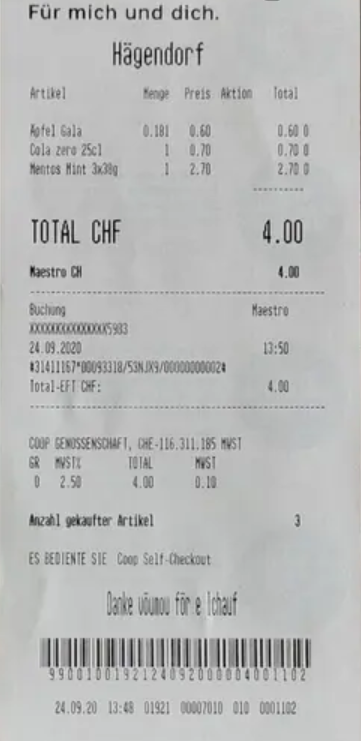 Für mich und dich.
Hägendorf
Artikel Menge Preis Aktion Total
Äpfel Gala 0.181 0.60 0.60 0
Cola zero 25cl 1 0.70 0.70 0
Mentos Mint 3x38g 1 2.70 2.70 0
TOTAL CHF 4.00
Maestro CH 4.00
Buchung Maestro
XXXXXXXXXXXXXXX5983
24.09.2020 13:50
#31411167*00093318/53NJX9/00000000002#
Total-EFT CHF: 4.00
COOP GENOSSENSCHAFT, CHE-116.311.185 MWST
GR MWST% TOTAL MWST
0 2.50 4.00 0.10
Anzahl gekaufter Artikel 3
ES BEDIENTE SIE Coop Self-Checkout
Danke vöumou för e Ichauf
9900100192124092000004001102
24.09.20 13:48 01921 00007010 010 0001102